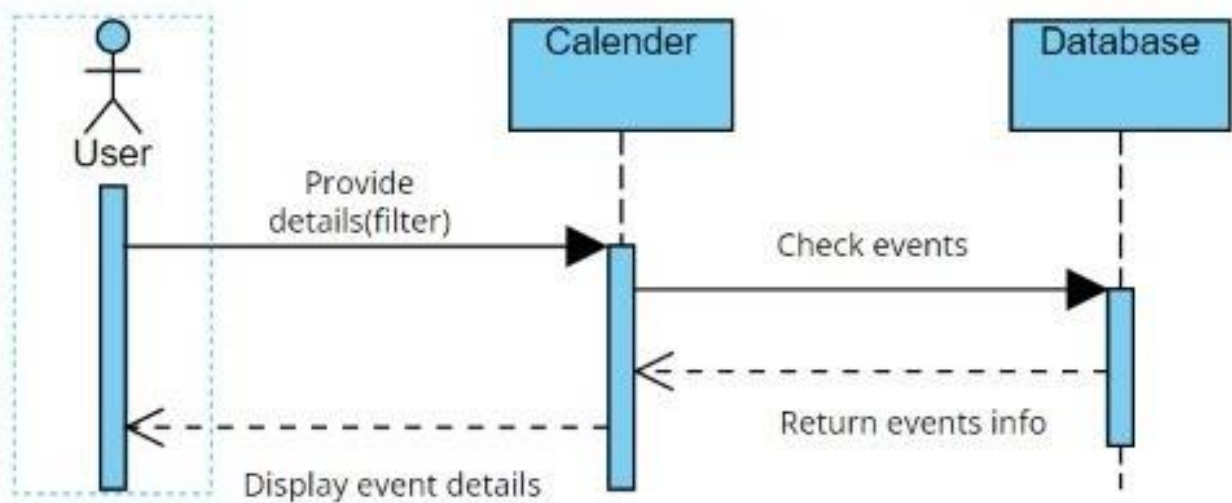 Calender
Database
User
Provide
details(filter)
Check events
Return events info
Display event details